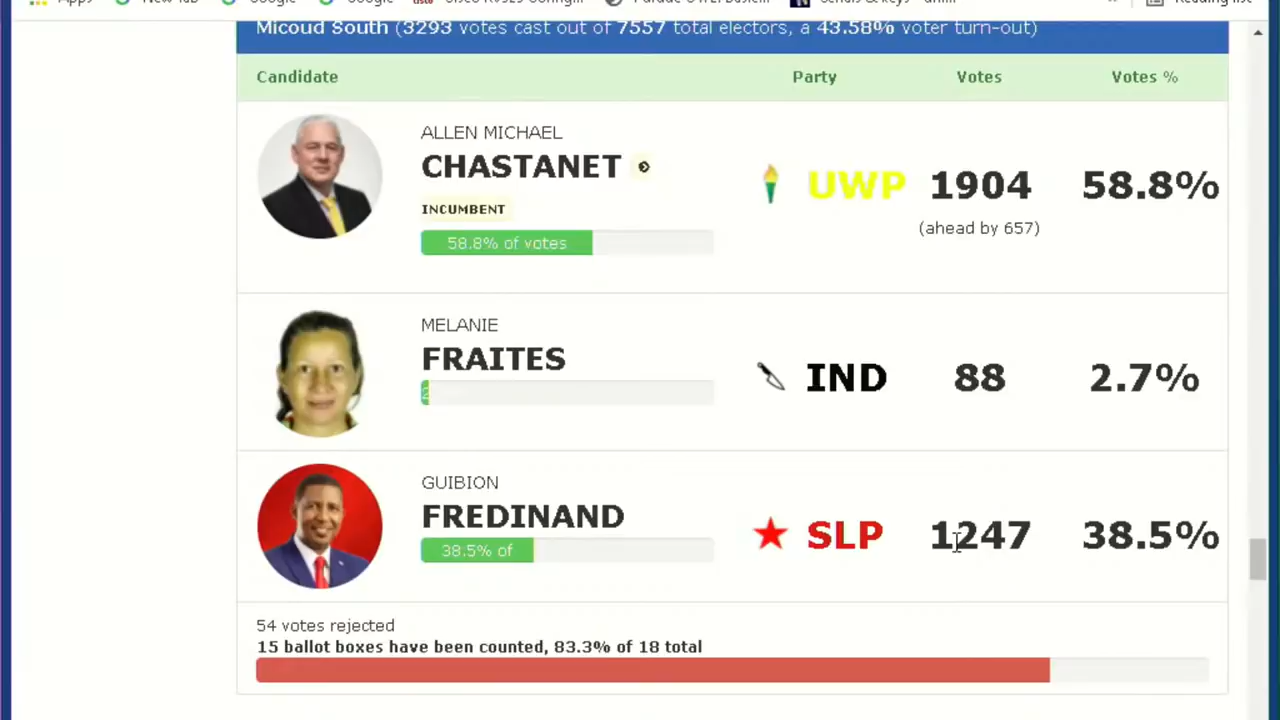 Apps New Tab Google Google
Reading list
Micoud South (3293 votes cast out of 7557 total electors, a 43.58% voter turn-out)
Candidate Party Votes Votes %
ALLEN MICHAEL
CHASTANET
INCUMBENT
58.8% of votes
UWP 1904 58.8%
(ahead by 657)
MELANIE
FRAITES
2
IND 88 2.7%
GUIBION
FREDINAND
38.5% of
SLP 1247 38.5%
54 votes rejected
15 ballot boxes have been counted, 83.3% of 18 total